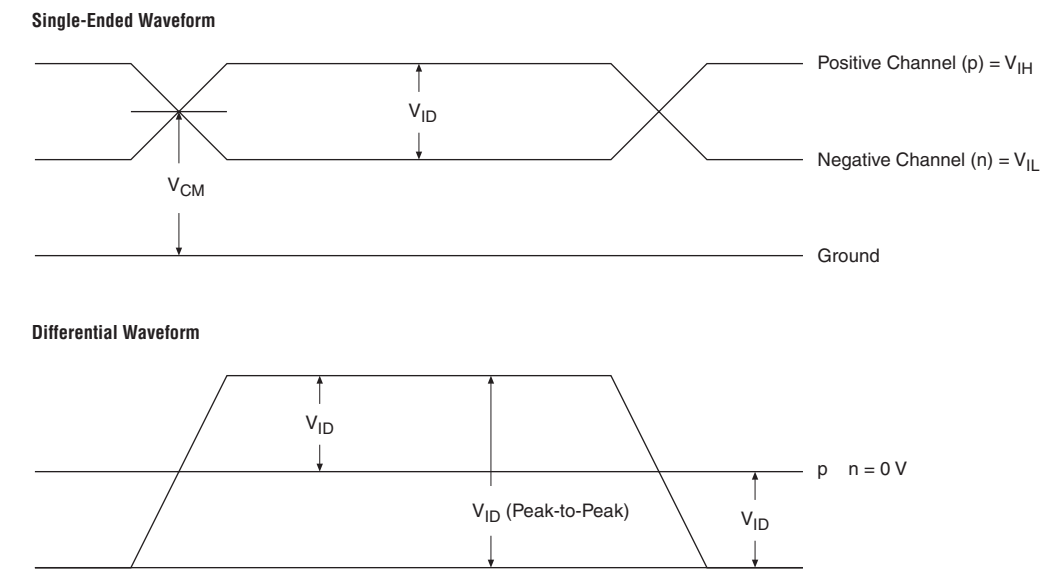 Single-Ended Waveform
Positive Channel (p) = VIH
VID
Negative Channel (n) = VIL
VCM
Ground
Differential Waveform
VID
p n = 0 V
VID (Peak-to-Peak)
VID